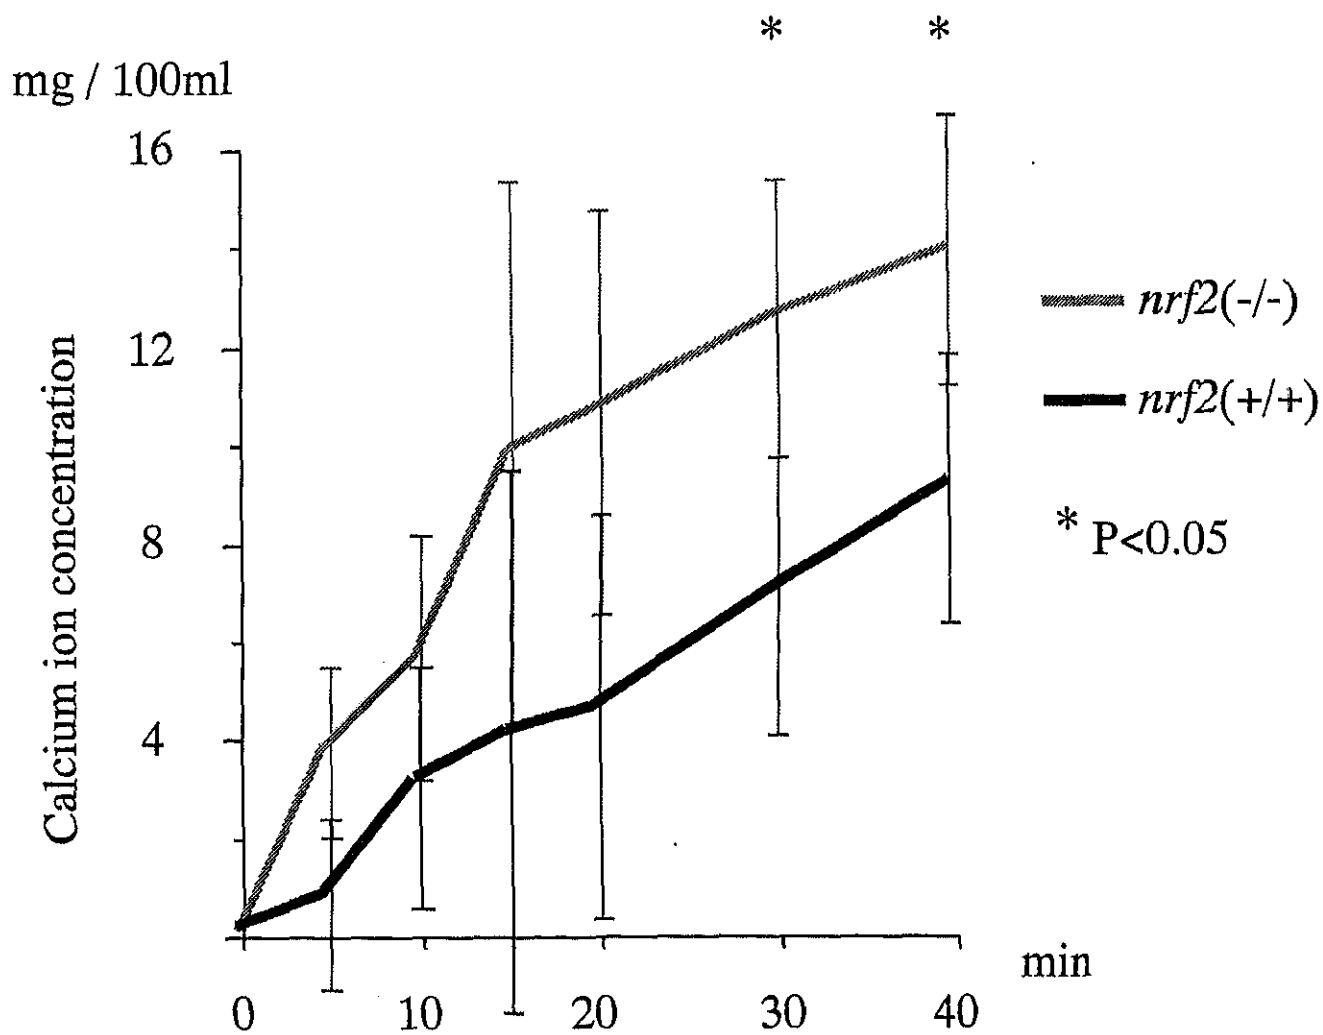 * *
mg / 100ml
16
12
8
4
Calcium ion concentration
0 10 20 30 40
min
nrf2(-/-)
nrf2(+/+)
* P<0.05